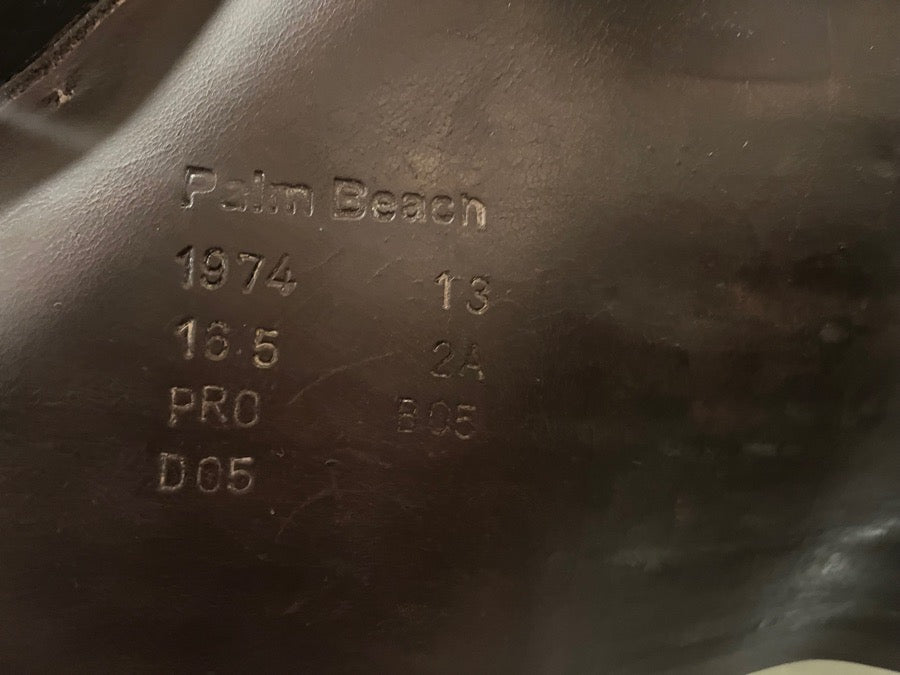 Palm Beach
1974 13
16.5 2A
PRO B05
D05